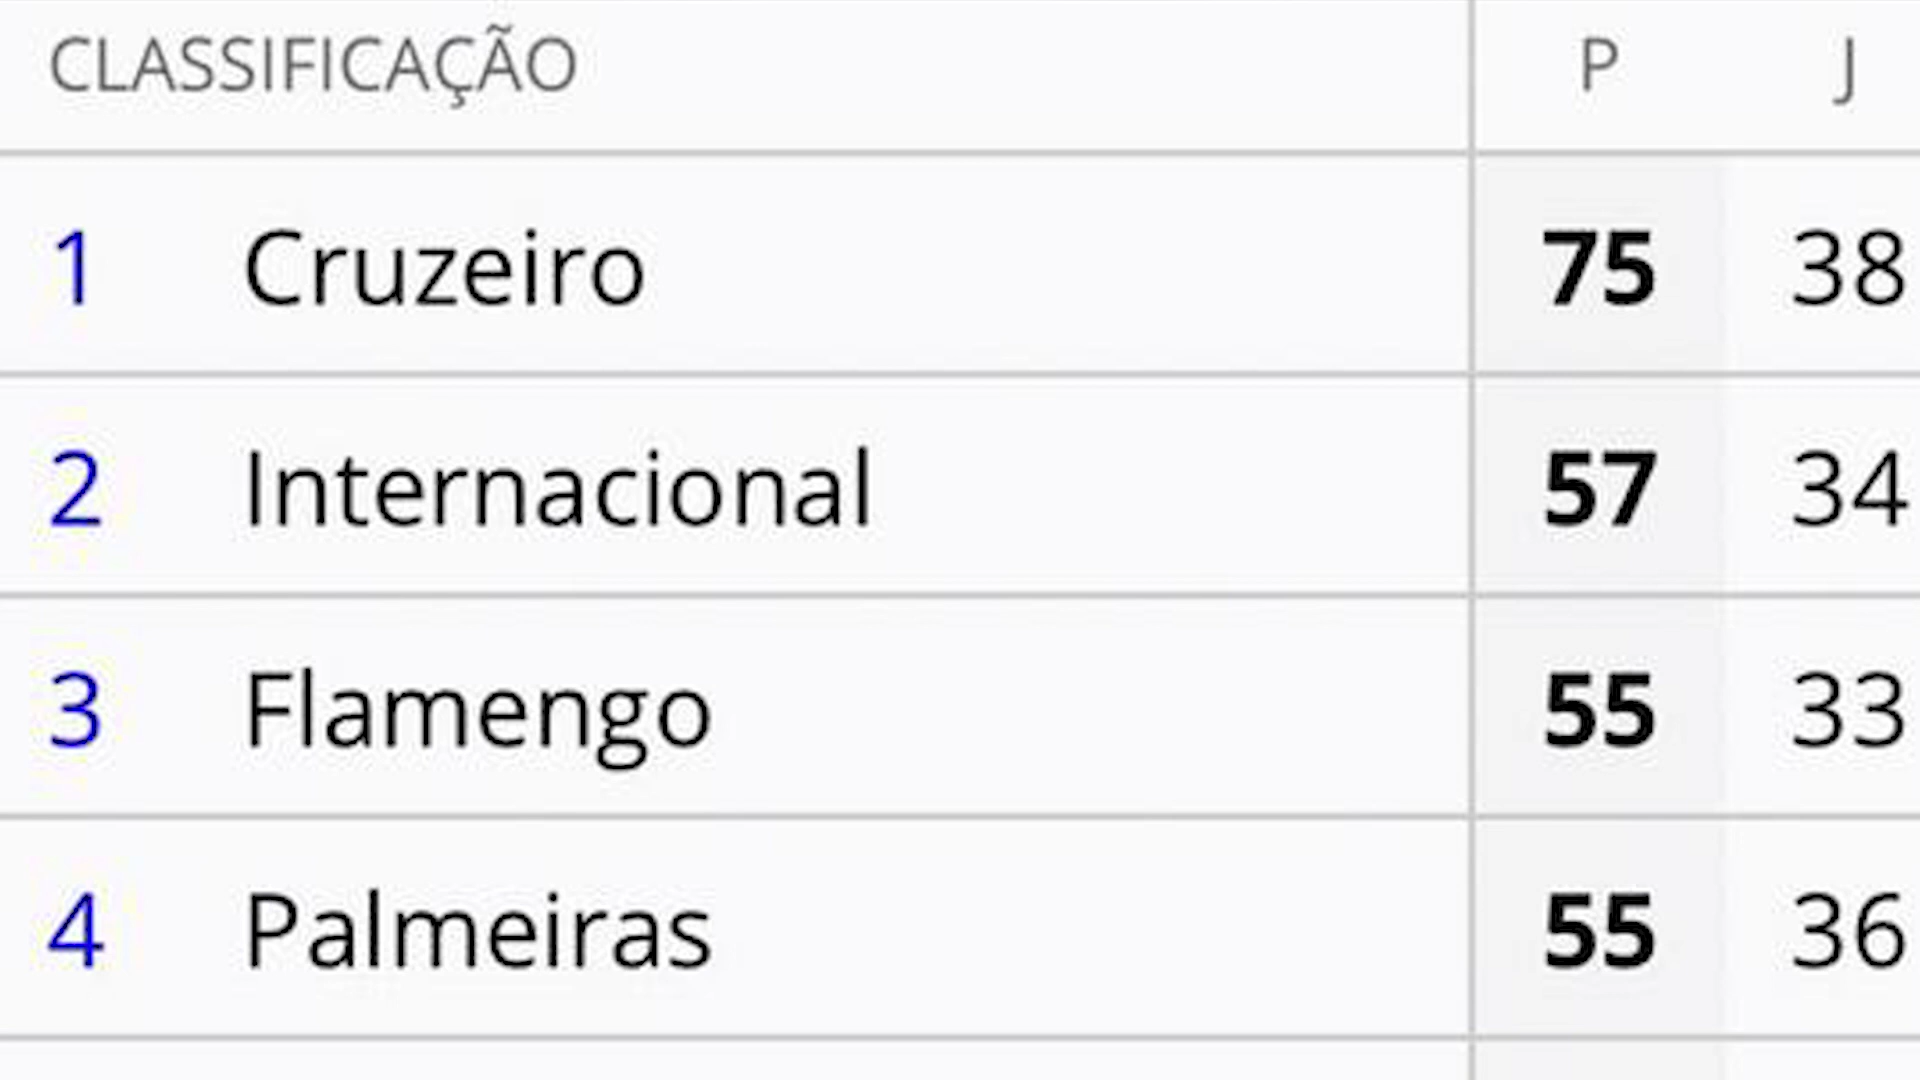 CLASSIFICAÇÃO P J
1 Cruzeiro 75 38
2 Internacional 57 34
3 Flamengo 55 33
4 Palmeiras 55 36